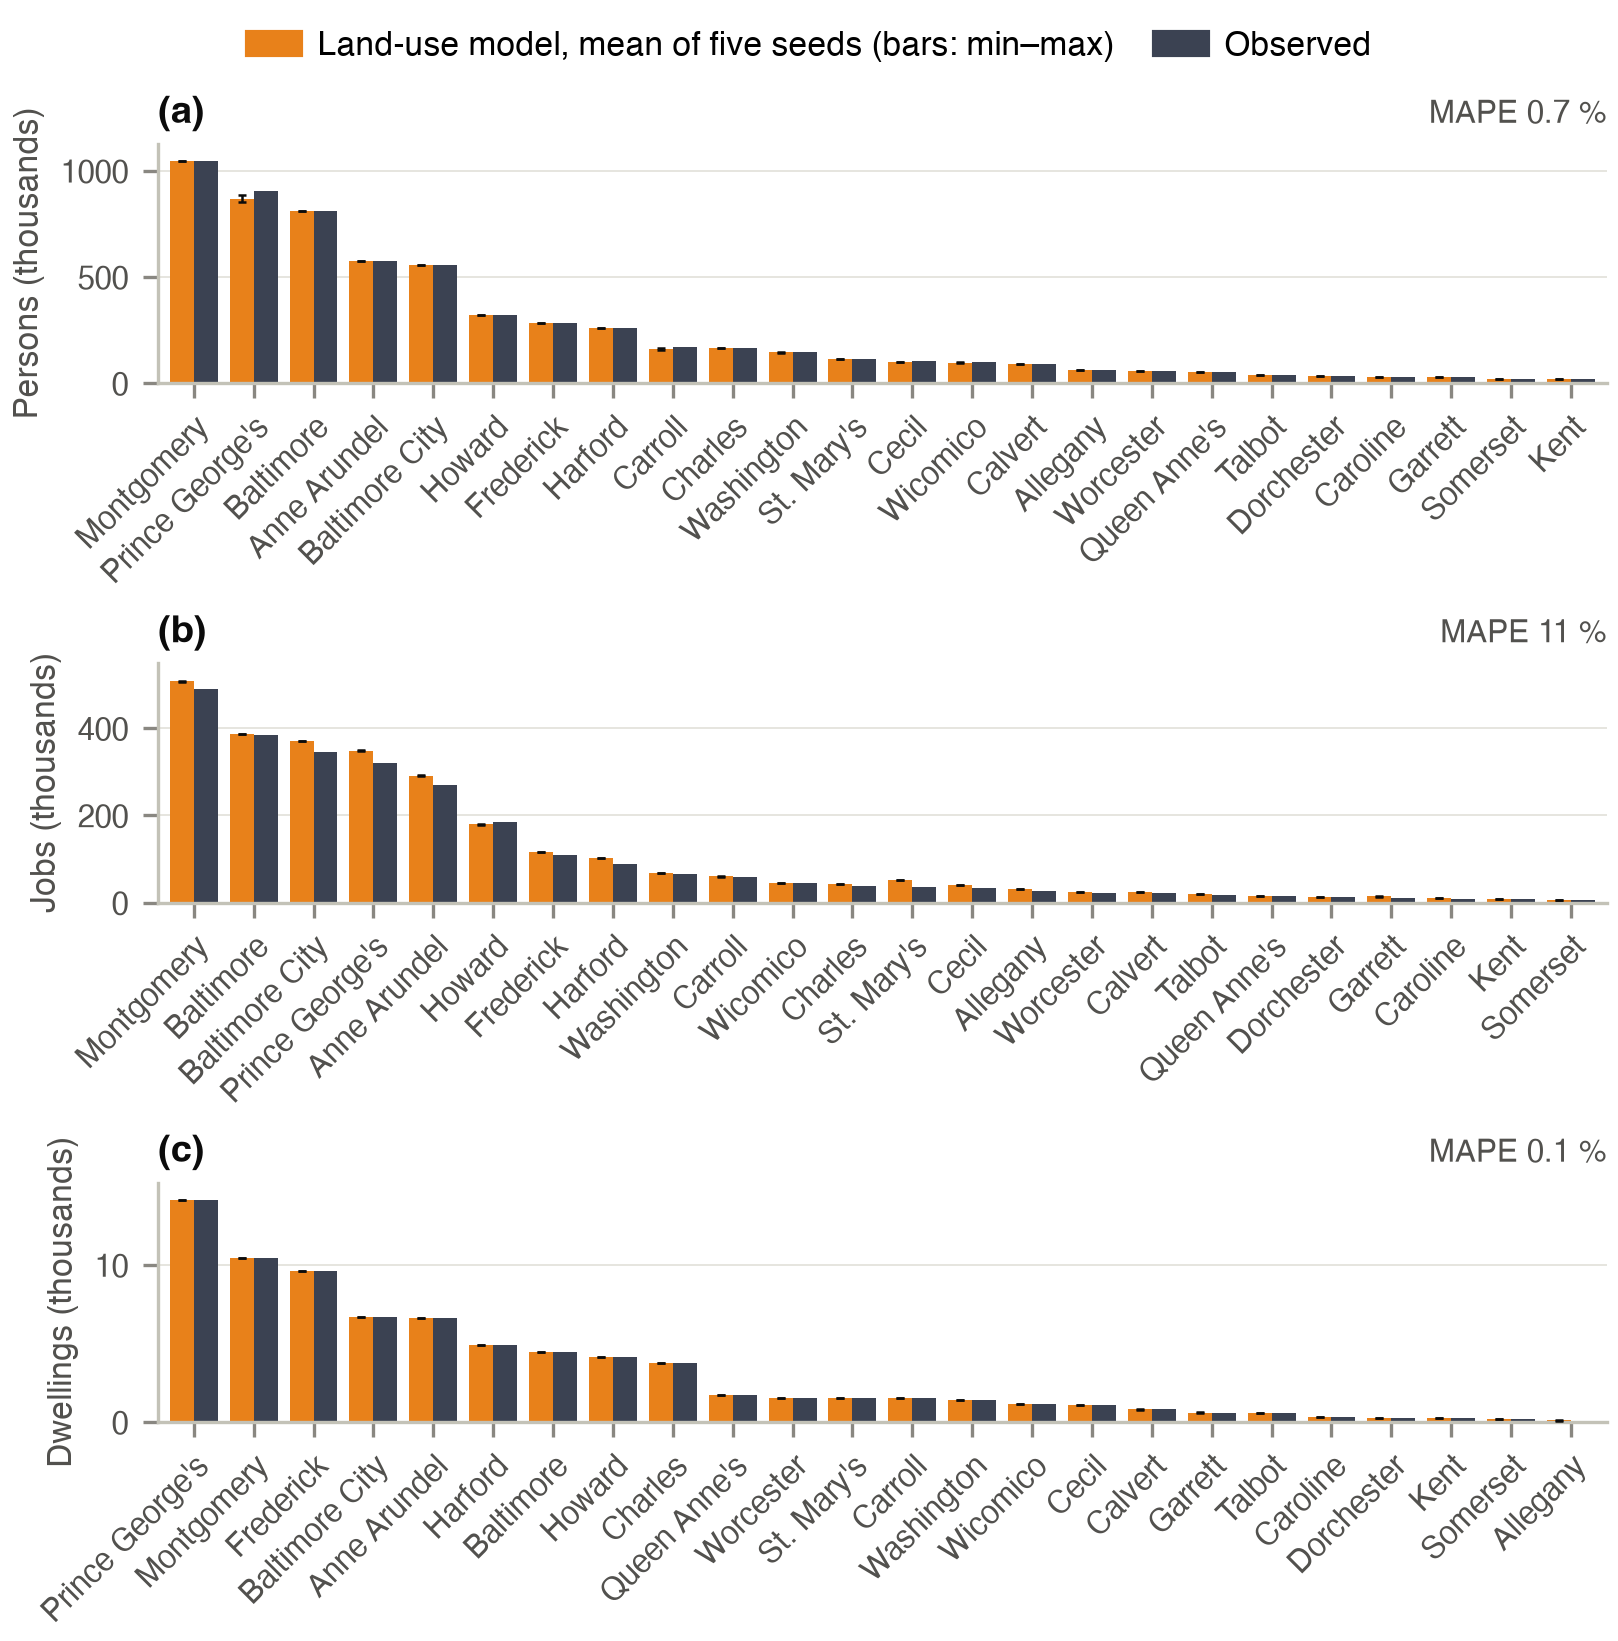 Land-use model, mean of five seeds (bars: min–max)
Observed
(a)
MAPE 0.7 %
Persons (thousands)
1000
500
0
Montgomery
Prince George's
Baltimore
Anne Arundel
Baltimore City
Howard
Frederick
Harford
Carroll
Charles
Washington
St. Mary's
Cecil
Wicomico
Calvert
Allegany
Worcester
Queen Anne's
Talbot
Dorchester
Caroline
Garrett
Somerset
Kent
(b)
MAPE 11 %
Jobs (thousands)
400
200
0
Montgomery
Baltimore
Baltimore City
Prince George's
Anne Arundel
Howard
Frederick
Harford
Washington
Carroll
Wicomico
Charles
St. Mary's
Cecil
Allegany
Worcester
Calvert
Talbot
Queen Anne's
Dorchester
Garrett
Caroline
Kent
Somerset
(c)
MAPE 0.1 %
Dwellings (thousands)
10
0
Prince George's
Montgomery
Frederick
Baltimore City
Anne Arundel
Harford
Baltimore
Howard
Charles
Queen Anne's
Worcester
St. Mary's
Carroll
Washington
Wicomico
Cecil
Calvert
Garrett
Talbot
Caroline
Dorchester
Kent
Somerset
Allegany